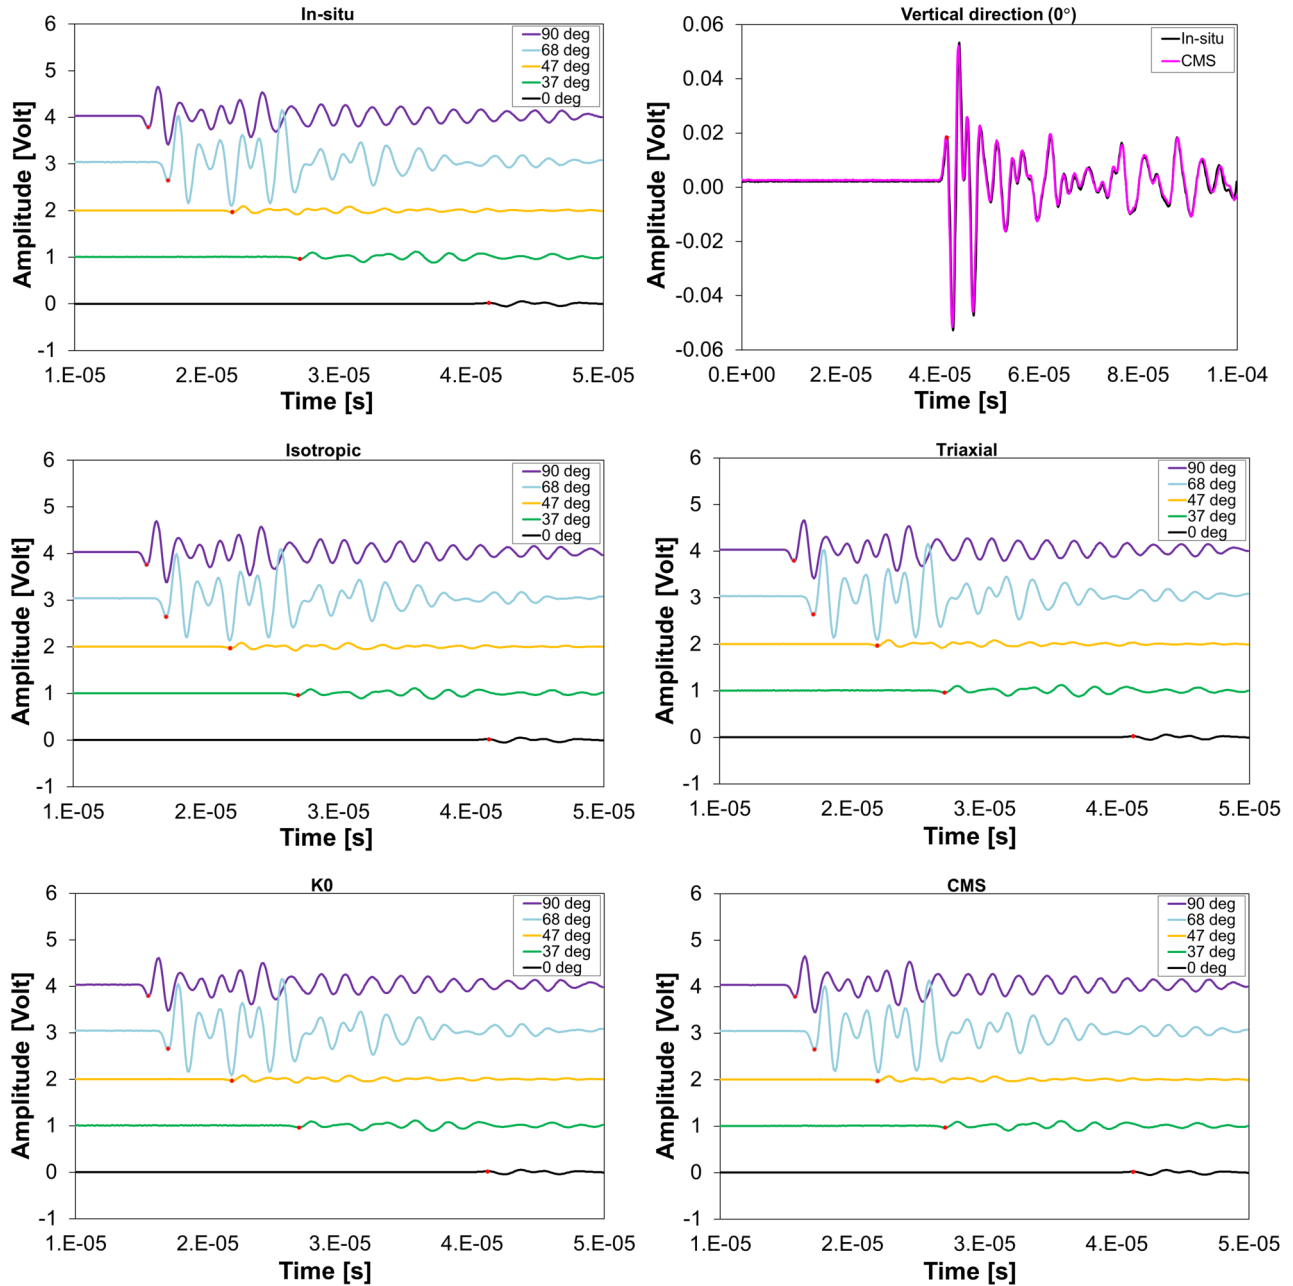 In-situ
6
5
4
3
2
1
0
-1
Amplitude [Volt]
90 deg
68 deg
47 deg
37 deg
0 deg
1.E-05 2.E-05 3.E-05 4.E-05 5.E-05
Time [s]
Vertical direction (0°)
0.06
0.04
0.02
0.00
-0.02
-0.04
-0.06
Amplitude [Volt]
In-situ
CMS
0.E+00 2.E-05 4.E-05 6.E-05 8.E-05 1.E-04
Time [s]
Isotropic
6
5
4
3
2
1
0
-1
Amplitude [Volt]
90 deg
68 deg
47 deg
37 deg
0 deg
1.E-05 2.E-05 3.E-05 4.E-05 5.E-05
Time [s]
Triaxial
6
5
4
3
2
1
0
-1
Amplitude [Volt]
90 deg
68 deg
47 deg
37 deg
0 deg
1.E-05 2.E-05 3.E-05 4.E-05 5.E-05
Time [s]
K0
6
5
4
3
2
1
0
-1
Amplitude [Volt]
90 deg
68 deg
47 deg
37 deg
0 deg
1.E-05 2.E-05 3.E-05 4.E-05 5.E-05
Time [s]
CMS
6
5
4
3
2
1
0
-1
Amplitude [Volt]
90 deg
68 deg
47 deg
37 deg
0 deg
1.E-05 2.E-05 3.E-05 4.E-05 5.E-05
Time [s]